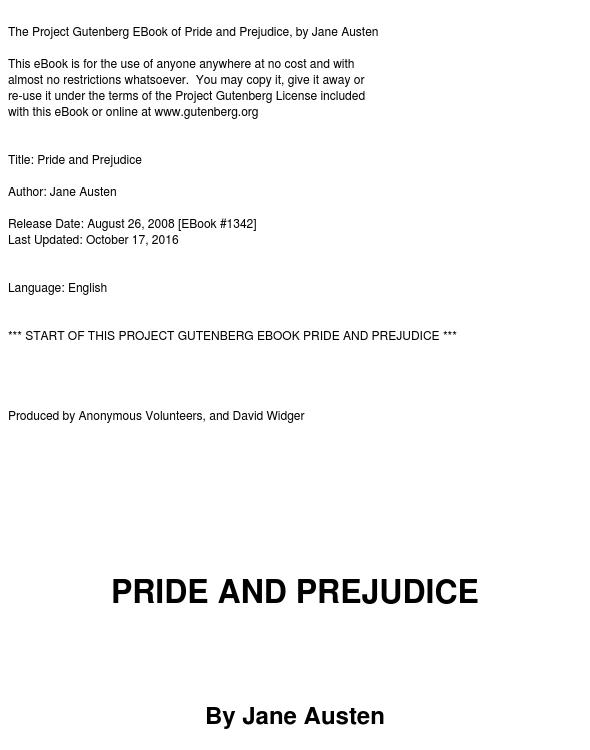 The Project Gutenberg EBook of Pride and Prejudice, by Jane Austen
This eBook is for the use of anyone anywhere at no cost and with
almost no restrictions whatsoever.  You may copy it, give it away or
re-use it under the terms of the Project Gutenberg License included
with this eBook or online at www.gutenberg.org
Title: Pride and Prejudice
Author: Jane Austen
Release Date: August 26, 2008 [EBook #1342]
Last Updated: October 17, 2016
Language: English
*** START OF THIS PROJECT GUTENBERG EBOOK PRIDE AND PREJUDICE ***
Produced by Anonymous Volunteers, and David Widger
PRIDE AND PREJUDICE
By Jane Austen